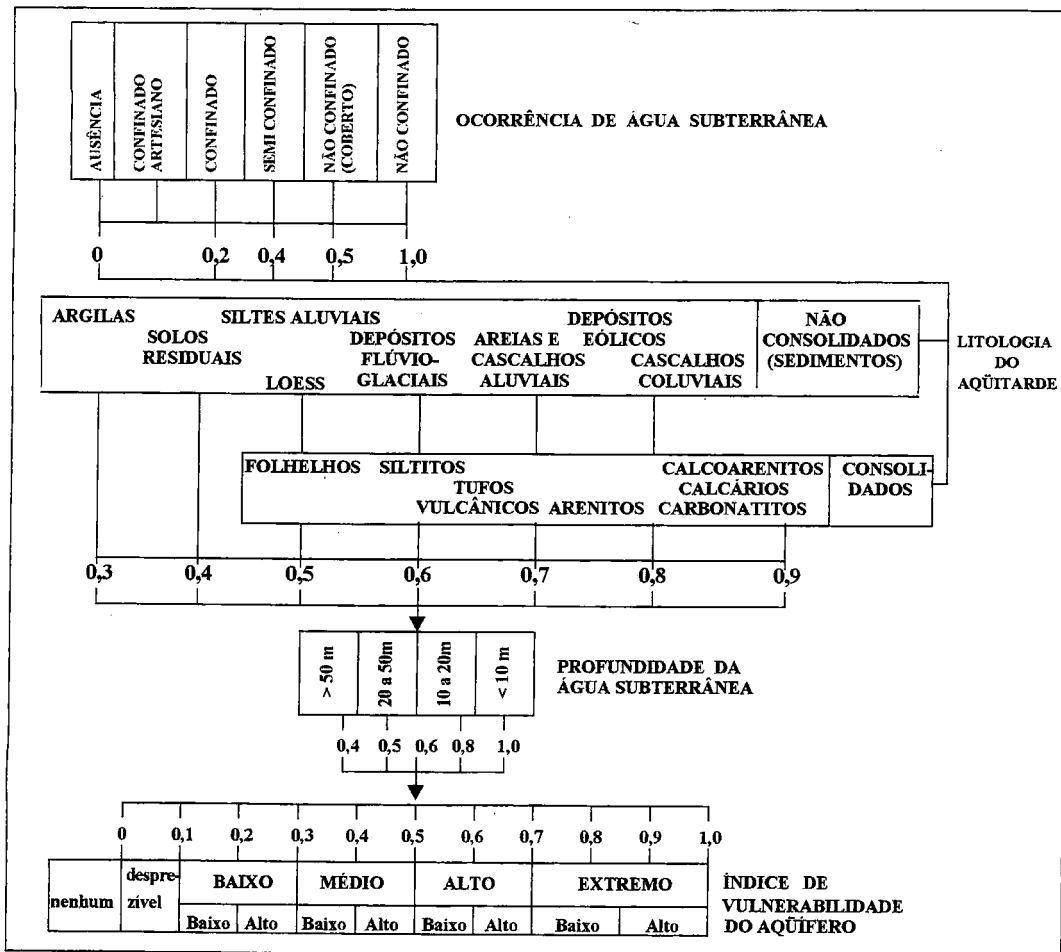 AUSÊNCIA
CONFINADO
ARTESIANO
CONFINADO
SEMI CONFINADO
NÃO CONFINADO
(COBERTO)
NÃO CONFINADO
OCORRÊNCIA DE ÁGUA SUBTERRÂNEA
0 0,2 0,4 0,5 1,0
ARGILAS
SOLOS
RESIDUAIS
SILTES ALUVIAIS
LOESS
DEPÓSITOS
FLÚVIO-
GLACIAIS
AREIAS E
CASCALHOS
ALUVIAIS
DEPÓSITOS
EÓLICOS
CASCALHOS
COLUVIAIS
NÃO
CONSOLIDADOS
(SEDIMENTOS)
LITOLOGIA
DO
AQÜITARDE
FOLHELHOS
SILTITOS
TUFOS
VULCÂNICOS
ARENITOS
CALCOARENITOS
CALCÁRIOS
CARBONATITOS
CONSOLI-
DADOS
0,3 0,4 0,5 0,6 0,7 0,8 0,9
> 50 m
20 a 50m
10 a 20m
< 10 m
PROFUNDIDADE DA
ÁGUA SUBTERRÂNEA
0,4 0,5 0,6 0,8 1,0
0 0,1 0,2 0,3 0,4 0,5 0,6 0,7 0,8 0,9 1,0
nenhum
despre-
zível
BAIXO
MÉDIO
ALTO
EXTREMO
Baixo Alto Baixo Alto Baixo Alto Baixo Alto
ÍNDICE DE
VULNERABILIDADE
DO AQÜÍFERO